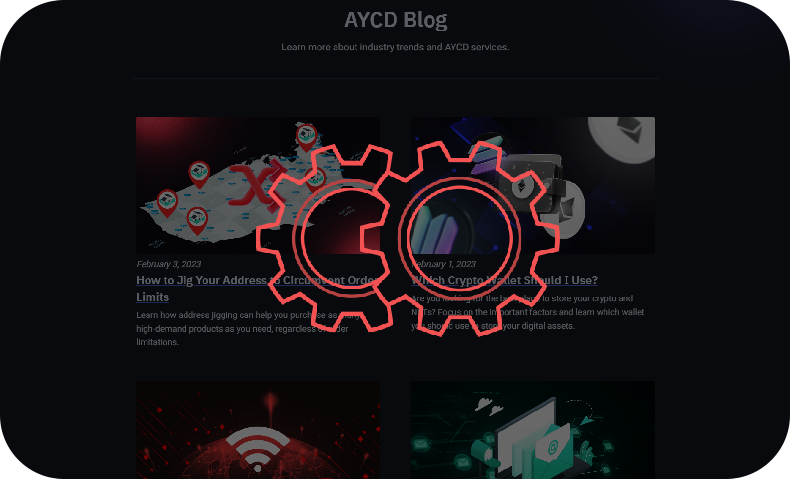 AYCD Blog
Learn more about industry trends and AYCD services.
February 3, 2023
How to Jig Your Address to Circumvent Order
Limits
Learn how address jigging can help you purchase as many
high-demand products as you need, regardless of order
limitations.
February 1, 2023
Which Crypto Wallet Should I Use?
Are you looking for the best place to store your crypto and
NFTs? Focus on the important factors and learn which wallet
you should use to store your digital assets.